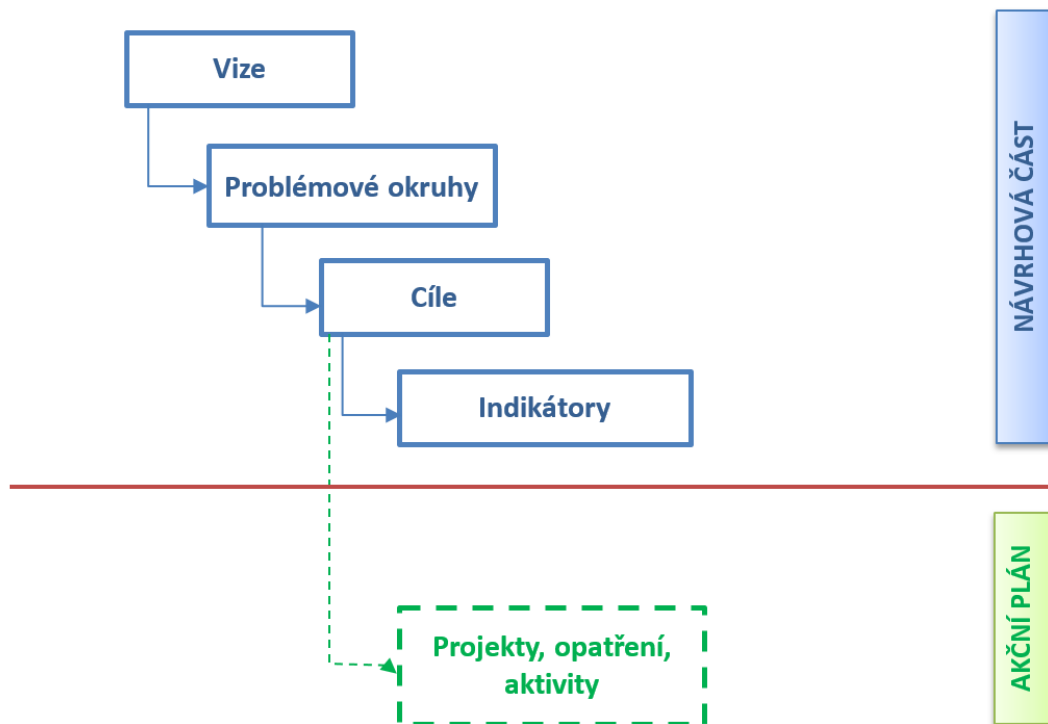 Vize
Problémové okruhy
Cíle
Indikátory
NÁVRHOVÁ ČÁST
Projekty, opatření,
aktivity
AKČNÍ PLÁN